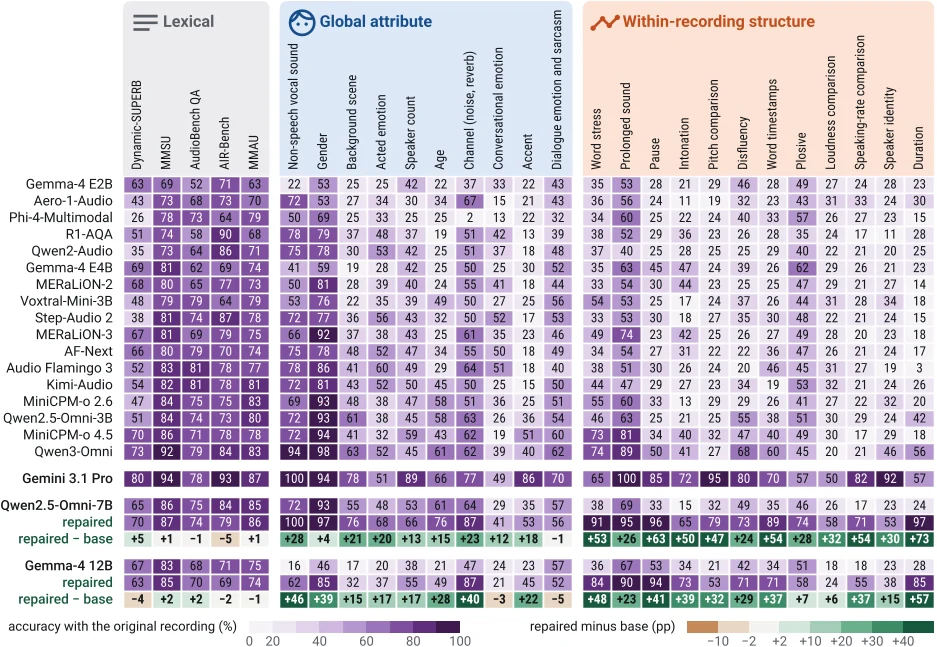 Lexical
Global attribute
Within-recording structure
Dynamic-SUPERB
MMSU
AudioBench QA
AIR-Bench
MMAU
Non-speech vocal sound
Gender
Background scene
Acted emotion
Speaker count
Age
Channel (noise, reverb)
Conversational emotion
Accent
Dialogue emotion and sarcasm
Word stress
Prolonged sound
Pause
Intonation
Pitch comparison
Disfluency
Word timestamps
Plosive
Loudness comparison
Speaking-rate comparison
Speaker identity
Duration
Gemma-4 E2B 63 69 52 71 63 22 53 25 25 42 22 37 33 22 43 35 53 28 21 29 46 28 49 27 24 28 23
Aero-1-Audio 43 73 68 73 70 72 53 27 34 30 34 67 15 21 43 36 56 24 11 19 32 23 43 31 33 24 30
Phi-4-Multimodal 26 78 73 64 79 50 69 25 33 25 25 2 13 22 32 34 60 25 22 24 40 33 57 26 27 23 15
R1-AQA 51 74 58 90 68 78 79 37 48 37 19 51 42 13 39 38 52 29 36 23 26 28 35 24 17 11 28
Qwen2-Audio 35 73 64 86 71 75 78 30 53 42 25 51 37 18 48 37 40 25 28 25 25 29 40 22 21 20 25
Gemma-4 E4B 69 81 62 69 74 41 59 19 28 42 25 50 25 30 52 35 63 45 47 24 39 26 62 29 26 21 23
MERaLiON-2 68 80 65 77 73 50 81 28 39 40 24 55 41 18 44 33 54 30 44 23 28 25 47 29 21 27 14
Voxtral-Mini-3B 48 79 79 64 79 53 76 22 35 39 49 50 27 25 56 54 53 25 17 24 37 26 44 31 28 34 18
Step-Audio 2 38 81 74 87 78 72 77 36 56 43 32 50 52 17 53 33 53 30 18 27 35 30 48 22 21 24 15
MERaLiON-3 67 81 69 79 75 66 92 38 45 43 25 61 35 23 46 49 74 23 42 25 26 27 49 29 23 23 18
AF-Next 66 80 79 70 74 75 78 48 52 47 34 55 50 18 49 34 54 27 31 22 22 36 47 26 21 24 17
Audio Flamingo 3 52 83 81 78 77 78 86 41 60 49 29 64 51 18 40 38 51 30 26 24 20 46 45 31 27 19 3
Kimi-Audio 54 82 81 78 81 72 81 43 52 50 45 50 25 15 50 44 47 29 27 23 34 19 53 32 21 24 26
MiniCPM-o 2.6 47 84 75 75 83 69 93 48 38 47 58 51 36 25 51 55 60 33 13 29 29 26 41 27 22 32 20
Qwen2.5-Omni-3B 51 84 74 73 80 72 93 61 38 45 58 63 26 36 54 46 63 25 21 25 55 38 51 30 29 24 42
MiniCPM-o 4.5 70 86 71 78 78 72 94 41 32 59 43 62 19 51 60 73 81 34 40 32 47 40 49 30 17 29 18
Qwen3-Omni 73 92 79 84 83 94 98 63 52 45 61 62 39 40 62 74 89 50 41 27 68 60 45 20 21 46 56
Gemini 3.1 Pro 80 94 78 93 87 100 94 78 51 89 66 77 49 86 70 65 100 85 72 95 80 70 57 50 82 92 57
Qwen2.5-Omni-7B 65 86 75 84 85 72 93 55 48 53 61 64 29 35 57 38 69 33 15 32 49 35 46 26 17 23 24
repaired 70 87 74 79 86 100 97 76 68 66 76 87 41 53 56 91 95 96 65 79 73 89 74 58 71 53 97
repaired − base +5 +1 −1 −5 +1 +28 +4 +21 +20 +13 +15 +23 +12 +18 −1 +53 +26 +63 +50 +47 +24 +54 +28 +32 +54 +30 +73
Gemma-4 12B 67 83 68 71 75 16 46 17 20 38 21 47 24 23 57 36 67 53 34 21 42 34 51 18 18 23 28
repaired 63 85 70 69 74 62 85 32 37 55 49 87 21 45 52 84 90 94 73 53 71 71 58 24 55 38 85
repaired − base −4 +2 +2 −2 −1 +46 +39 +15 +17 +17 +28 +40 −3 +22 −5 +48 +23 +41 +39 +32 +29 +37 +7 +6 +37 +15 +57
accuracy with the original recording (%)
0 20 40 60 80 100
repaired minus base (pp)
−10 −2 +2 +10 +20 +40